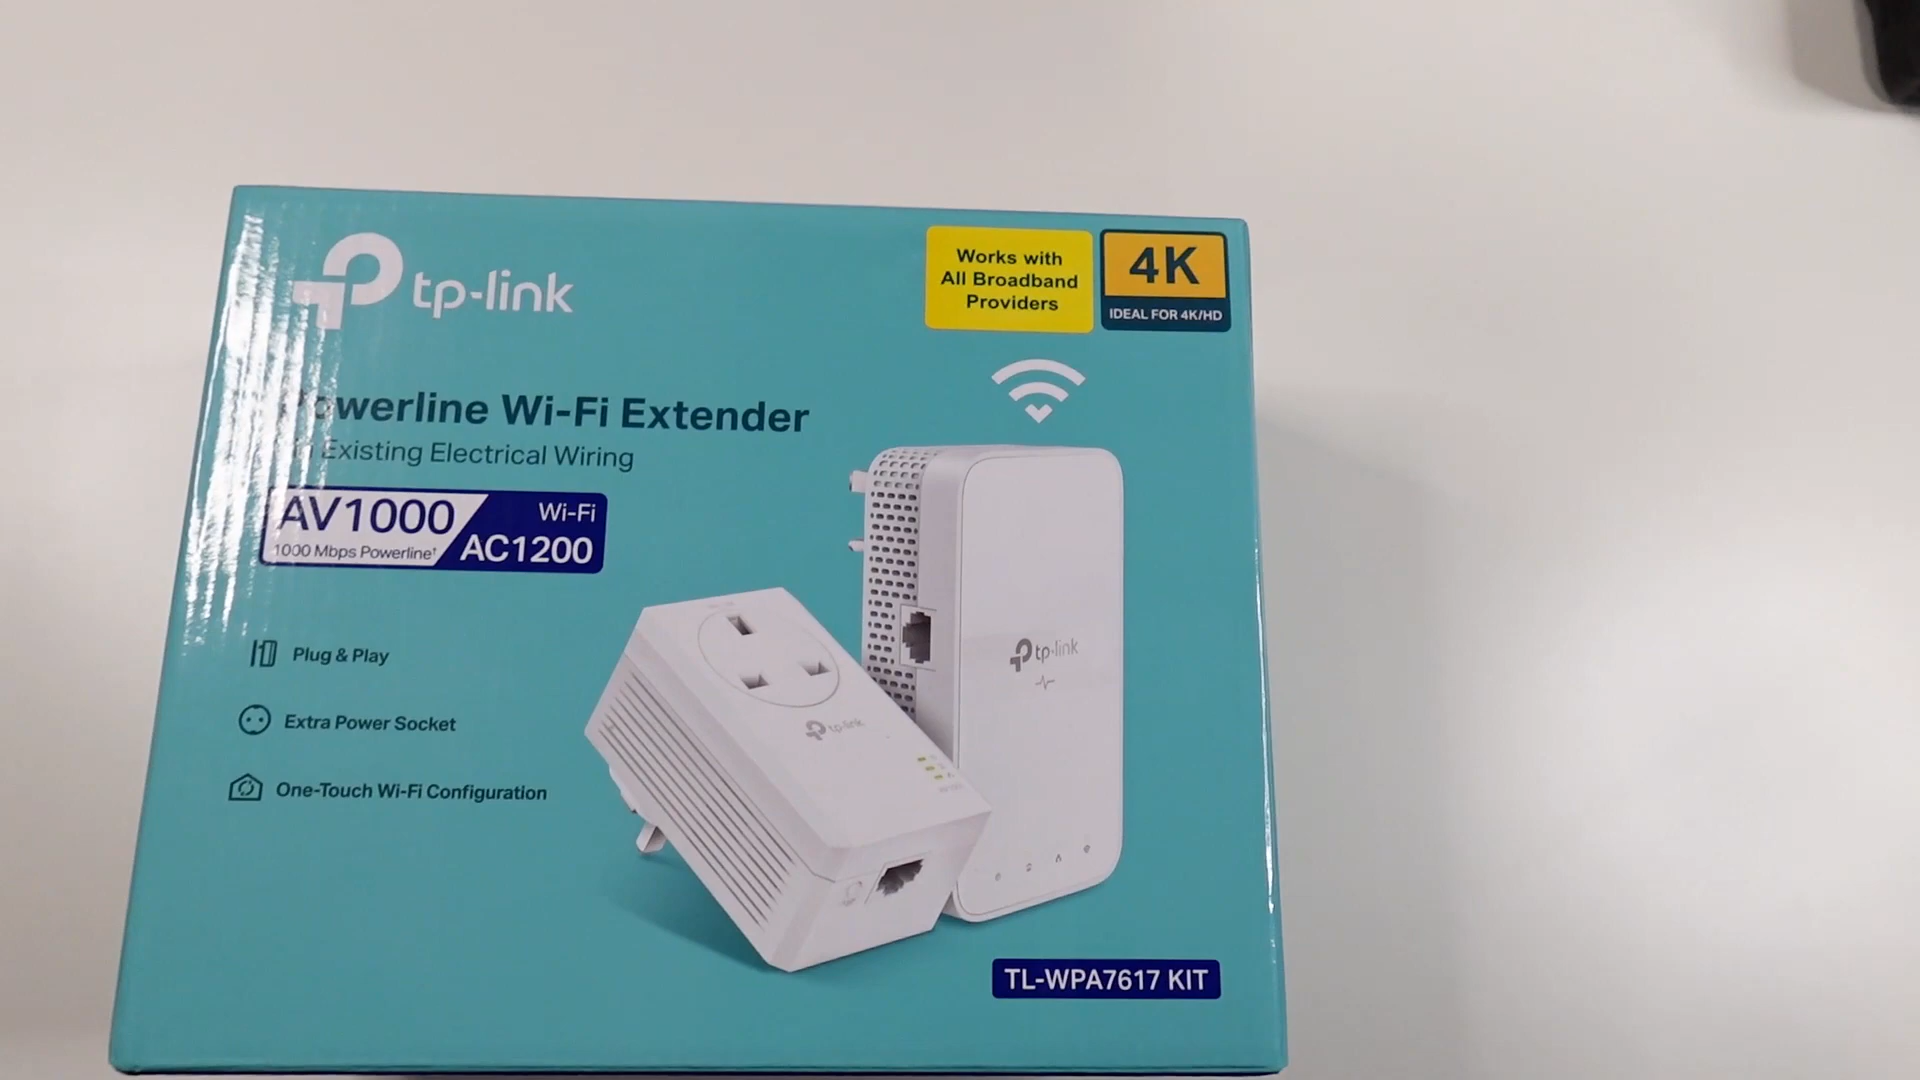 tp-link
Works with
All Broadband
Providers
4K
IDEAL FOR 4K/HD
Powerline Wi-Fi Extender
Existing Electrical Wiring
AV1000
1000 Mbps Powerline†
Wi-Fi
AC1200
Plug & Play
Extra Power Socket
One-Touch Wi-Fi Configuration
tp-link
tp-link
TL-WPA7617 KIT